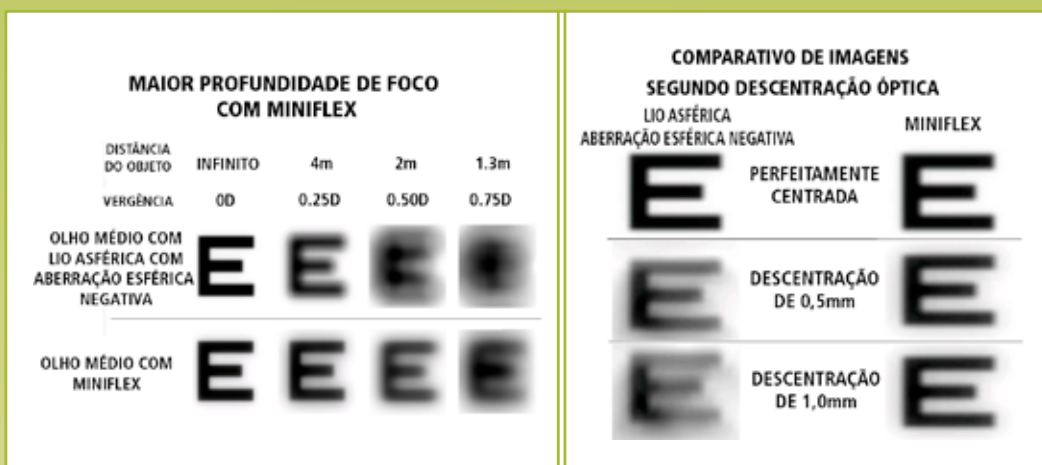 MAIOR PROFUNDIDADE DE FOCO
COM MINIFLEX
DISTÂNCIA
DO OBJETO
INFINITO
4m
2m
1.3m
VERGÊNCIA
0D
0.25D
0.50D
0.75D
OLHO MÉDIO COM
LIO ASFÉRICA COM
ABERRAÇÃO ESFÉRICA
NEGATIVA
E E E
OLHO MÉDIO COM
MINIFLEX
E E E E
COMPARATIVO DE IMAGENS
SEGUNDO DESCENTRAÇÃO ÓPTICA
LIO ASFÉRICA
ABERRAÇÃO ESFÉRICA NEGATIVA
MINIFLEX
E
PERFEITAMENTE
CENTRADA
E
E
DESCENTRAÇÃO
DE 0,5mm
E
E
DESCENTRAÇÃO
DE 1,0mm
E